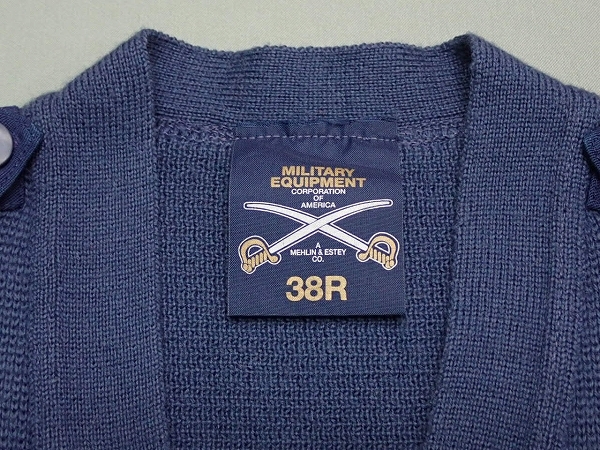 MILITARY
EQUIPMENT
CORPORATION
OF
AMERICA
A
MEHLIN & ESTEY
CO.
38R